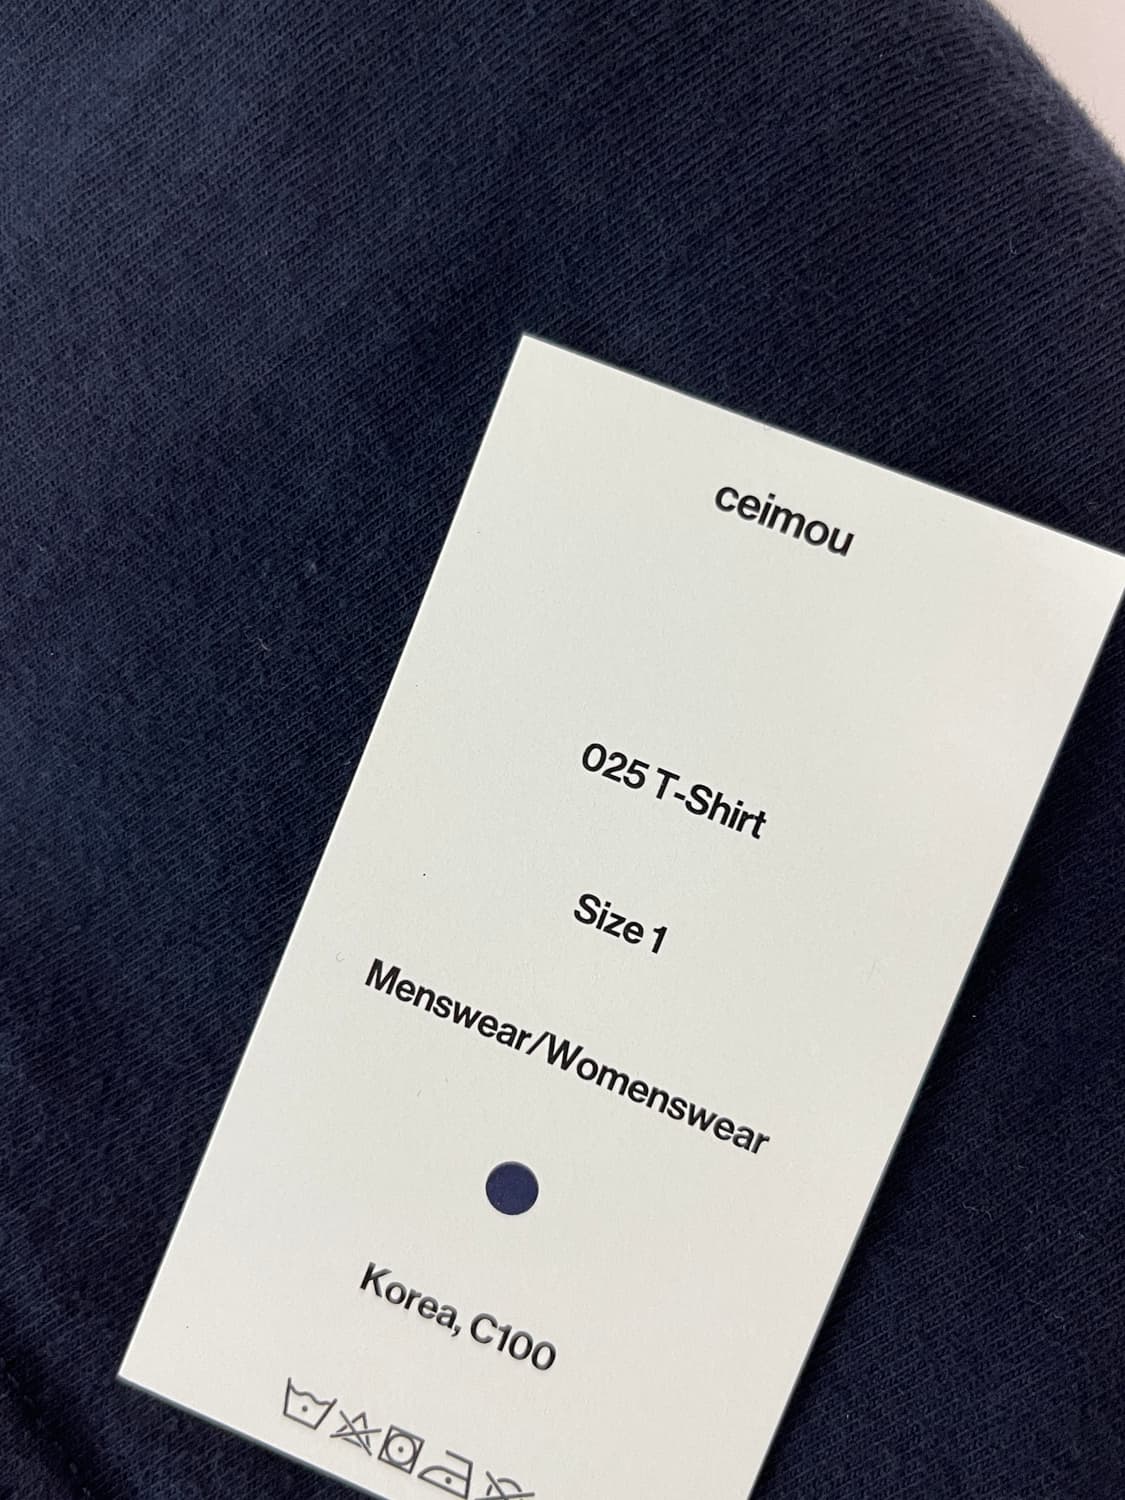 ceimou
025 T-Shirt
Size 1
Menswear/Womenswear
Korea, C100